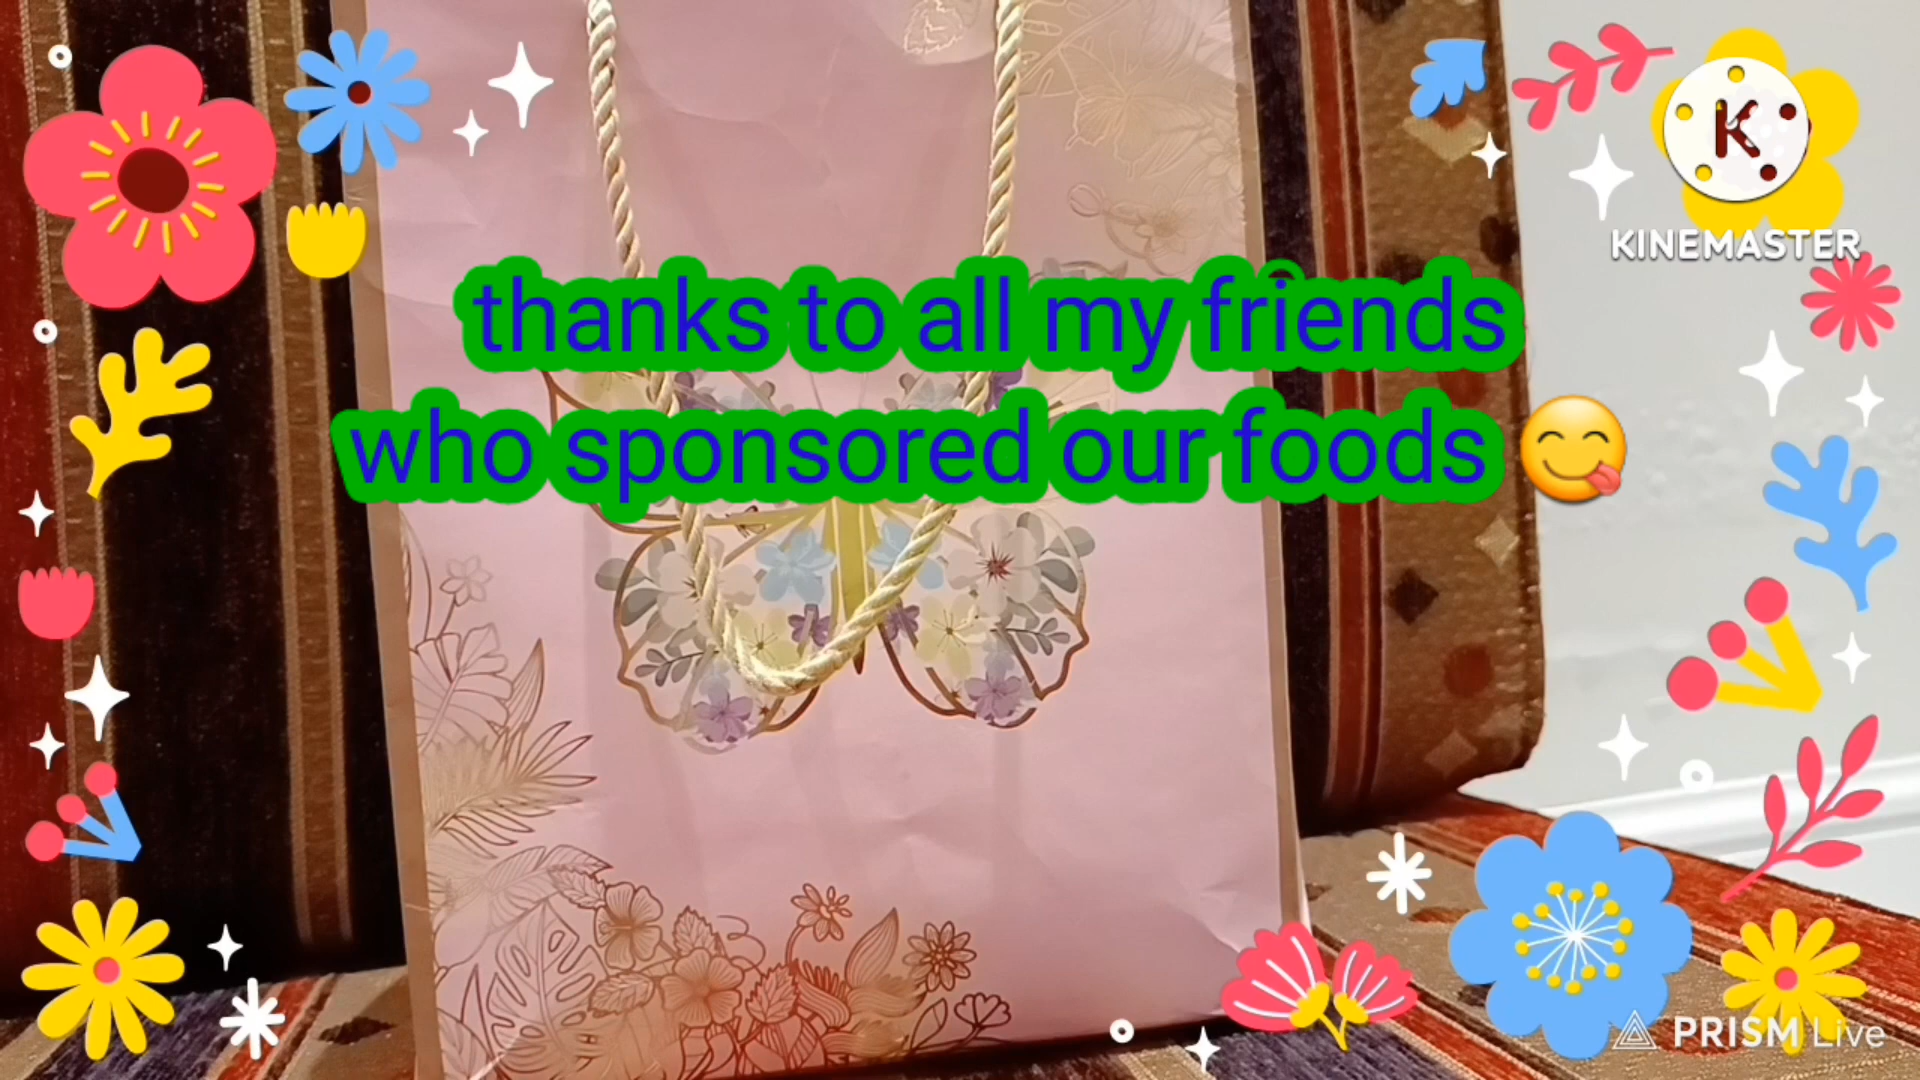 K
KINEMASTER
thanks to all my friends
who sponsored our foods 😋
PRISM Live